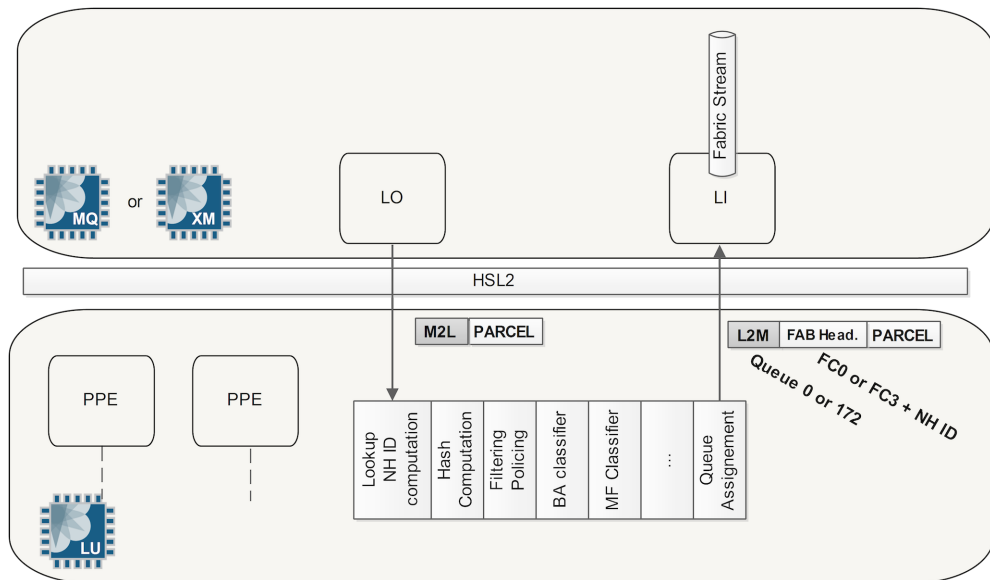 Fabric Stream
MQ
or
XM
LO
LI
HSL2
M2L
PARCEL
L2M
FAB Head.
PARCEL
Queue 0 or 172
FC0 or FC3 + NH ID
PPE
PPE
Lookup
NH ID
computation
Hash
Computation
Filtering
Policing
BA classifier
MF Classifier
...
Queue
Assignement
LU